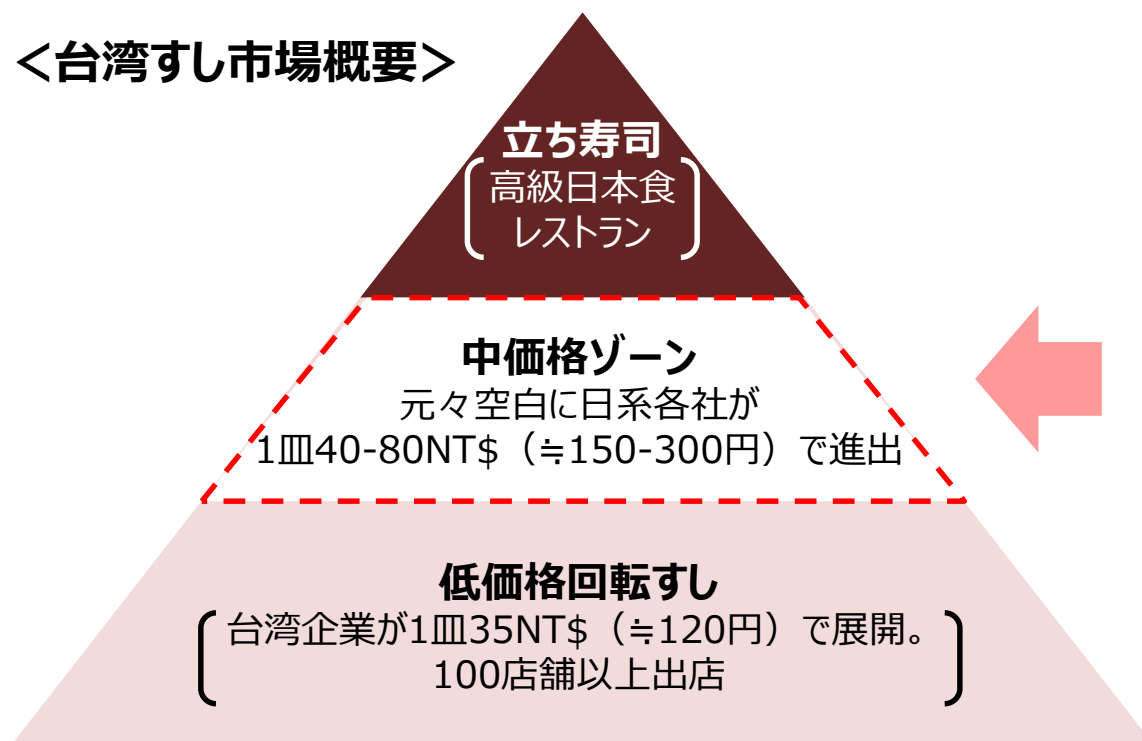 ＜台湾すし市場概要＞
立ち寿司
高級日本食
レストラン
中価格ゾーン
元々空白に日系各社が
1皿40-80NT$（≒150-300円）で進出
低価格回転すし
台湾企業が1皿35NT$（≒120円）で展開。
100店舗以上出店